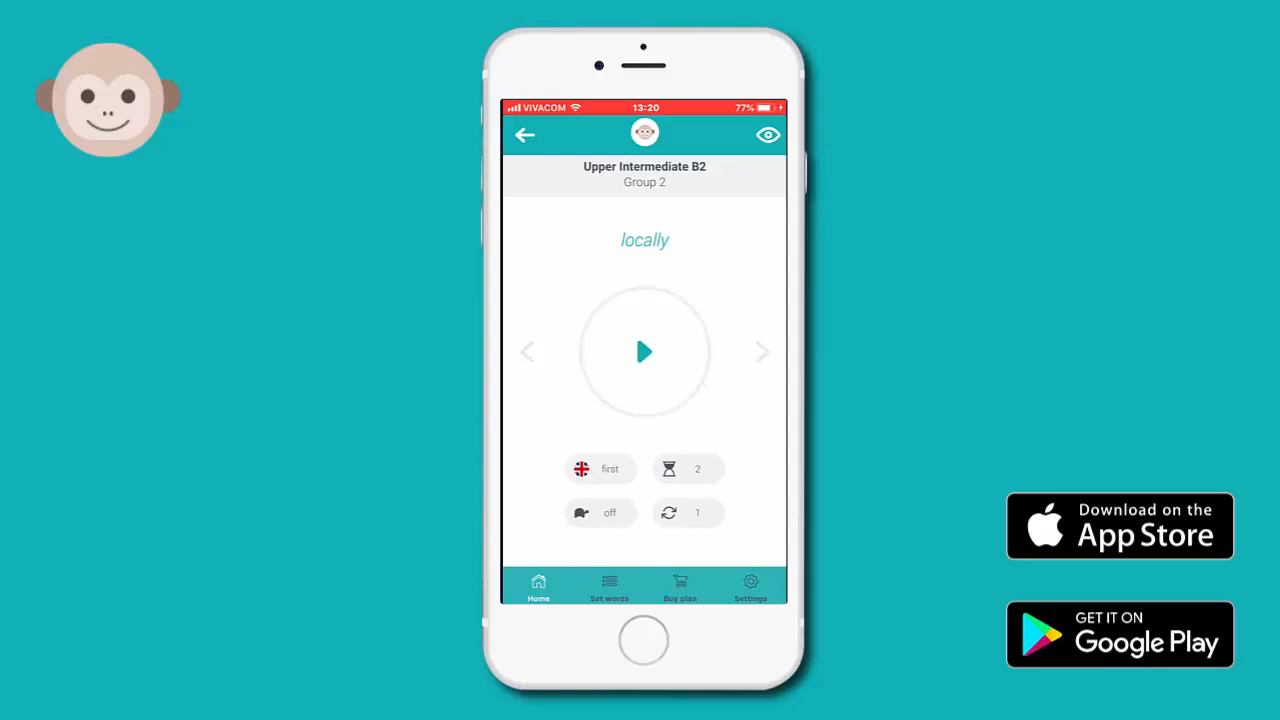 VIVACOM 13:20 77%
Upper Intermediate B2
Group 2
locally
first 2
off 1
Home Set words Buy plan Settings
Download on the
App Store
GET IT ON
Google Play